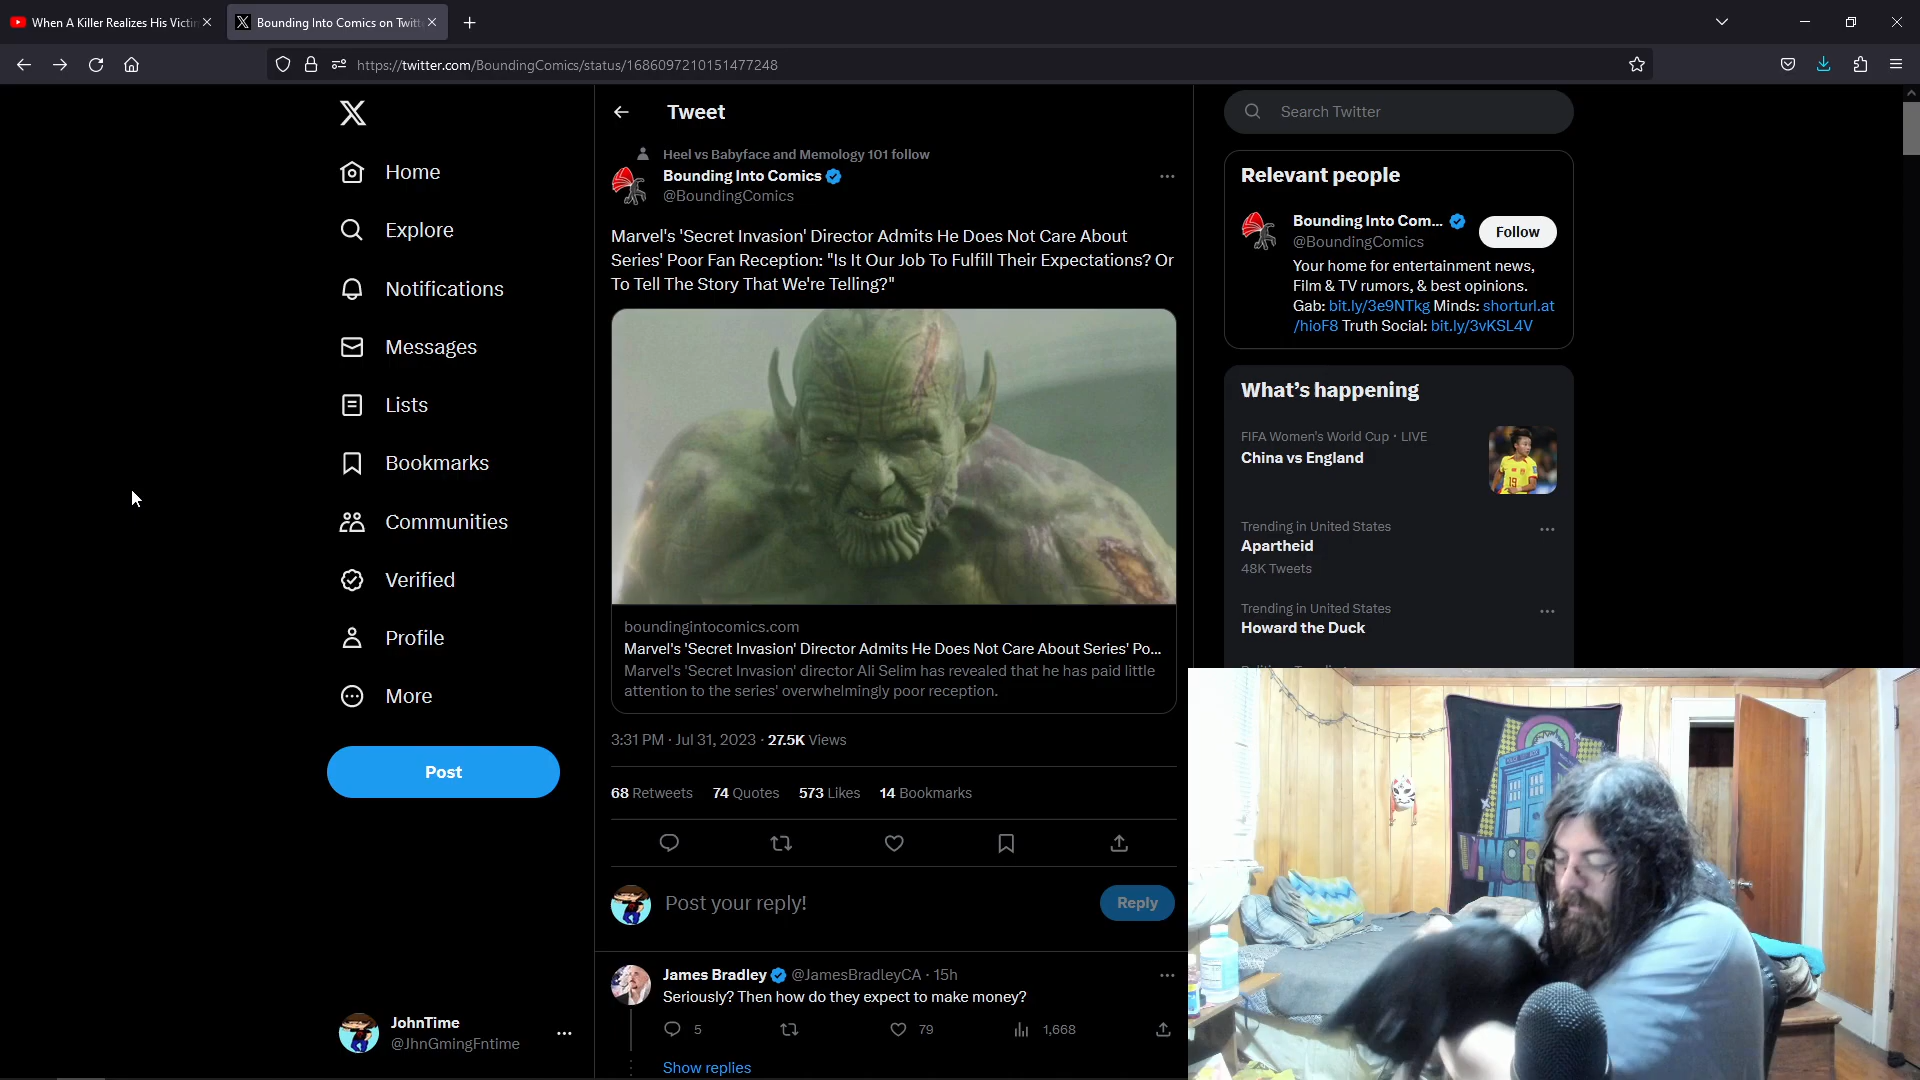 When A Killer Realizes His Victi
Bounding Into Comics on Twitt
https://twitter.com/BoundingComics/status/1686097210151477248
Home
Explore
Notifications
Messages
Lists
Bookmarks
Communities
Verified
Profile
More
Post
JohnTime
@JhnGmingFntime
Tweet
Heel vs Babyface and Memology 101 follow
Bounding Into Comics
@BoundingComics
Marvel's 'Secret Invasion' Director Admits He Does Not Care About
Series' Poor Fan Reception: "Is It Our Job To Fulfill Their Expectations? Or
To Tell The Story That We're Telling?"
boundingintocomics.com
Marvel's 'Secret Invasion' Director Admits He Does Not Care About Series' Po...
Marvel's 'Secret Invasion' director Ali Selim has revealed that he has paid little
attention to the series' overwhelmingly poor reception.
3:31 PM · Jul 31, 2023 · 27.5K Views
68 Retweets 74 Quotes 573 Likes 14 Bookmarks
Post your reply!
Reply
James Bradley @JamesBradleyCA · 15h
Seriously? Then how do they expect to make money?
5 79 1,668
Show replies
Search Twitter
Relevant people
Bounding Into Com...
@BoundingComics
Follow
Your home for entertainment news,
Film & TV rumors, & best opinions.
Gab: bit.ly/3e9NTkg Minds: shorturl.at
/hioF8 Truth Social: bit.ly/3vKSL4V
What's happening
FIFA Women's World Cup · LIVE
China vs England
19
Trending in United States
Apartheid
48K Tweets
Trending in United States
Howard the Duck